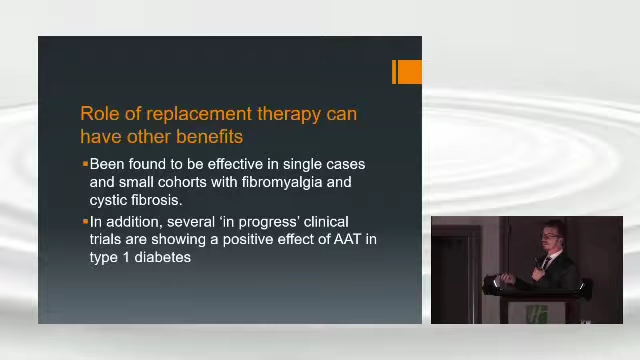 Role of replacement therapy can
have other benefits
Been found to be effective in single cases
and small cohorts with fibromyalgia and
cystic fibrosis.
In addition, several 'in progress' clinical
trials are showing a positive effect of AAT in
type 1 diabetes